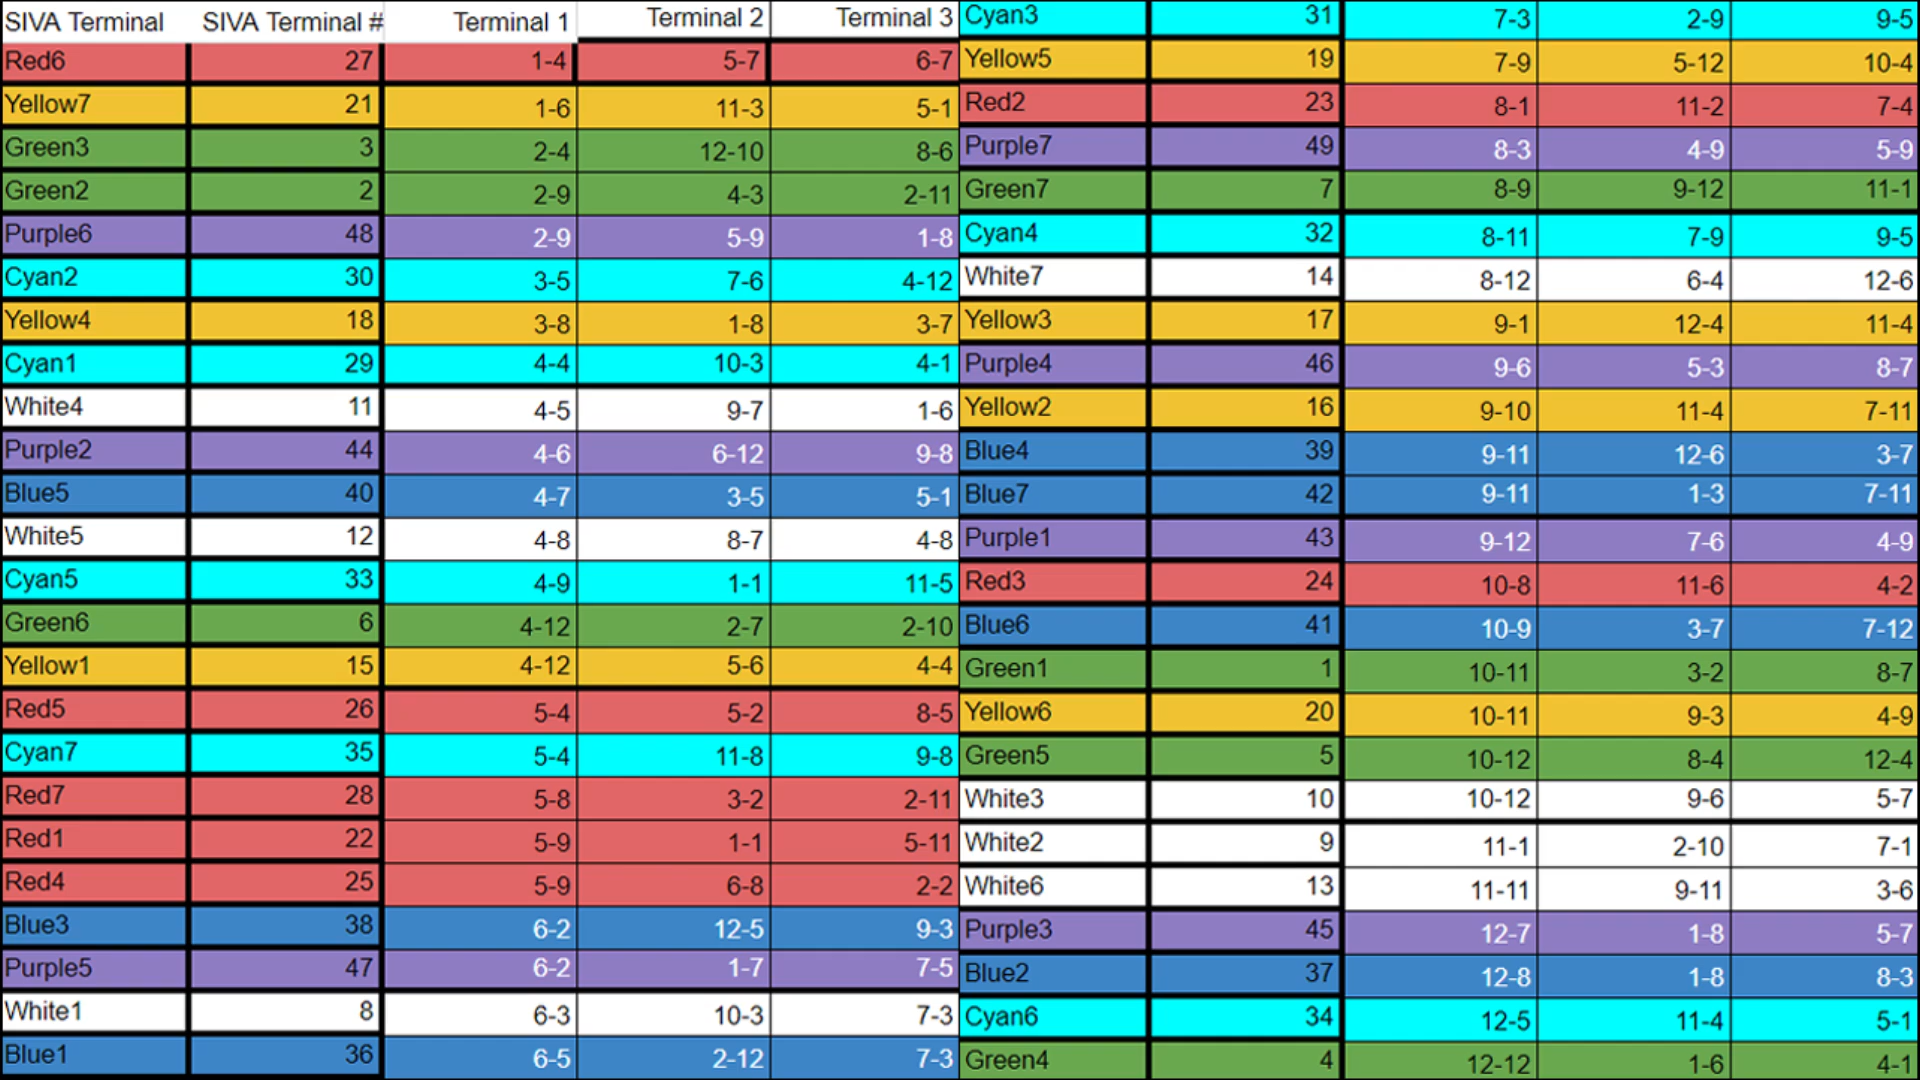 SIVA Terminal SIVA Terminal # Terminal 1 Terminal 2 Terminal 3
Red6 27 1-4 5-7 6-7
Yellow7 21 1-6 11-3 5-1
Green3 3 2-4 12-10 8-6
Green2 2 2-9 4-3 2-11
Purple6 48 2-9 5-9 1-8
Cyan2 30 3-5 7-6 4-12
Yellow4 18 3-8 1-8 3-7
Cyan1 29 4-4 10-3 4-1
White4 11 4-5 9-7 1-6
Purple2 44 4-6 6-12 9-8
Blue5 40 4-7 3-5 5-1
White5 12 4-8 8-7 4-8
Cyan5 33 4-9 1-1 11-5
Green6 6 4-12 2-7 2-10
Yellow1 15 4-12 5-6 4-4
Red5 26 5-4 5-2 8-5
Cyan7 35 5-4 11-8 9-8
Red7 28 5-8 3-2 2-11
Red1 22 5-9 1-1 5-11
Red4 25 5-9 6-8 2-2
Blue3 38 6-2 12-5 9-3
Purple5 47 6-2 1-7 7-5
White1 8 6-3 10-3 7-3
Blue1 36 6-5 2-12 7-3
Cyan3 31 7-3 2-9 9-5
Yellow5 19 7-9 5-12 10-4
Red2 23 8-1 11-2 7-4
Purple7 49 8-3 4-9 5-9
Green7 7 8-9 9-12 11-1
Cyan4 32 8-11 7-9 9-5
White7 14 8-12 6-4 12-6
Yellow3 17 9-1 12-4 11-4
Purple4 46 9-6 5-3 8-7
Yellow2 16 9-10 11-4 7-11
Blue4 39 9-11 12-6 3-7
Blue7 42 9-11 1-3 7-11
Purple1 43 9-12 7-6 4-9
Red3 24 10-8 11-6 4-2
Blue6 41 10-9 3-7 7-12
Green1 1 10-11 3-2 8-7
Yellow6 20 10-11 9-3 4-9
Green5 5 10-12 8-4 12-4
White3 10 10-12 9-6 5-7
White2 9 11-1 2-10 7-1
White6 13 11-11 9-11 3-6
Purple3 45 12-7 1-8 5-7
Blue2 37 12-8 1-8 8-3
Cyan6 34 12-5 11-4 5-1
Green4 4 12-12 1-6 4-1